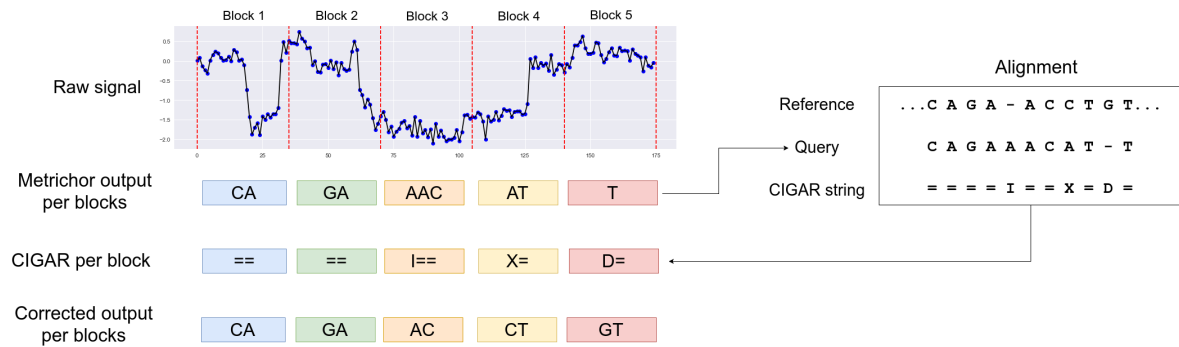 Block 1 Block 2 Block 3 Block 4 Block 5
Raw signal
0.5
0.0
−0.5
−1.0
−1.5
−2.0
0 25 50 75 100 125 150 175
Metrichor output
per blocks
CA GA AAC AT T
CIGAR per block
== == I== X= D=
Corrected output
per blocks
CA GA AC CT GT
Alignment
Reference ...C A G A - A C C T G T...
Query C A G A A A C A T - T
CIGAR string = = = = I = = X = D =